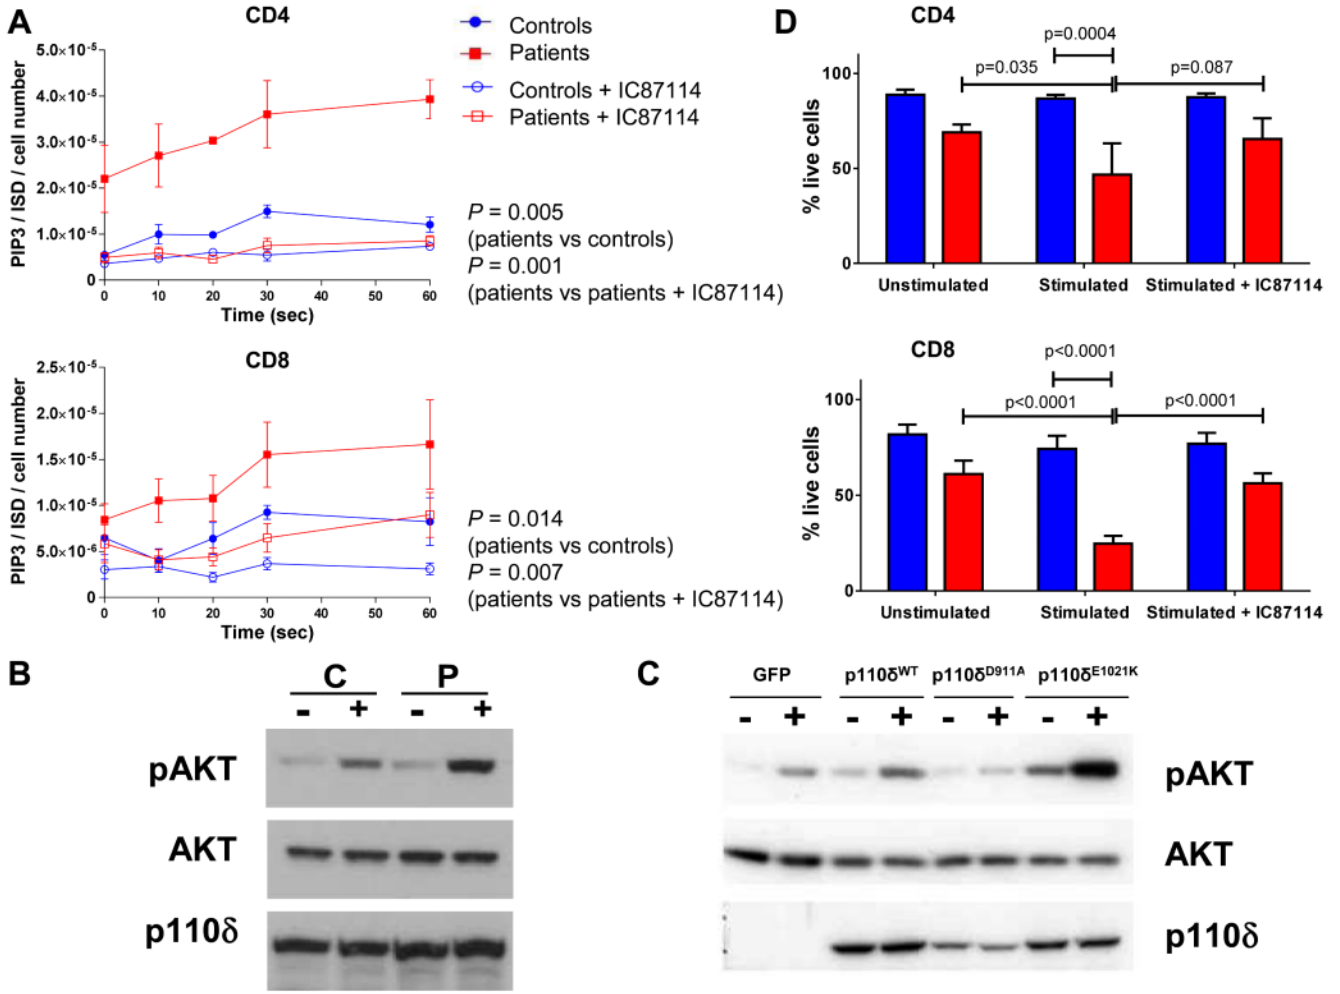 A
CD4
PIP3 / ISD / cell number
5.0×10⁻⁵
4.0×10⁻⁵
3.0×10⁻⁵
2.0×10⁻⁵
1.0×10⁻⁵
0
0 10 20 30 40 50 60
Time (sec)
Controls
Patients
Controls + IC87114
Patients + IC87114
P = 0.005
(patients vs controls)
P = 0.001
(patients vs patients + IC87114)
CD8
PIP3 / ISD / cell number
2.5×10⁻⁵
2.0×10⁻⁵
1.5×10⁻⁵
1.0×10⁻⁵
5.0×10⁻⁶
0
0 10 20 30 40 50 60
Time (sec)
P = 0.014
(patients vs controls)
P = 0.007
(patients vs patients + IC87114)
D
CD4
p=0.0004
p=0.035
p=0.087
% live cells
100
50
0
Unstimulated Stimulated Stimulated + IC87114
CD8
p<0.0001
p<0.0001
p<0.0001
% live cells
100
50
0
Unstimulated Stimulated Stimulated + IC87114
B
C P
- + - +
pAKT
AKT
p110δ
C
GFP p110δᵂᵀ p110δᴰ⁹¹¹ᴬ p110δᴱ¹⁰²¹ᴷ
- + - + - + - +
pAKT
AKT
p110δ